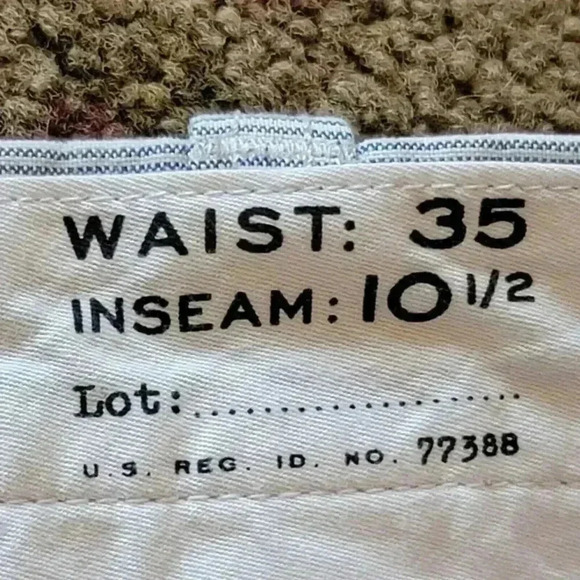 WAIST: 35
INSEAM: 10 1/2
Lot:......................
U.S. REG. ID. NO. 77388